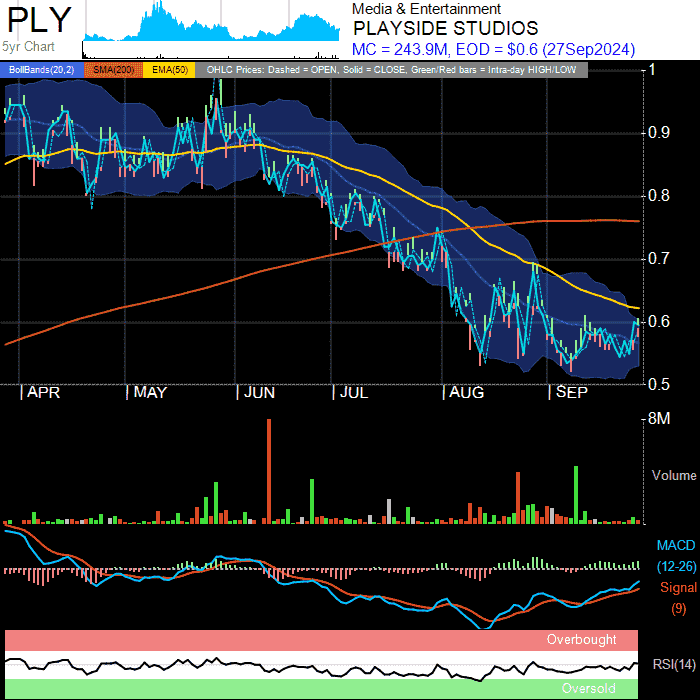 PLY
5yr Chart
Media & Entertainment
PLAYSIDE STUDIOS
MC = 243.9M, EOD = $0.6 (27Sep2024)
BollBands(20,2) SMA(200) EMA(50) OHLC Prices: Dashed = OPEN, Solid = CLOSE, Green/Red bars = Intra-day HIGH/LOW
1
0.9
0.8
0.7
0.6
0.5
APR MAY JUN JUL AUG SEP
8M
Volume
MACD
(12-26)
Signal
(9)
Overbought
RSI(14)
Oversold